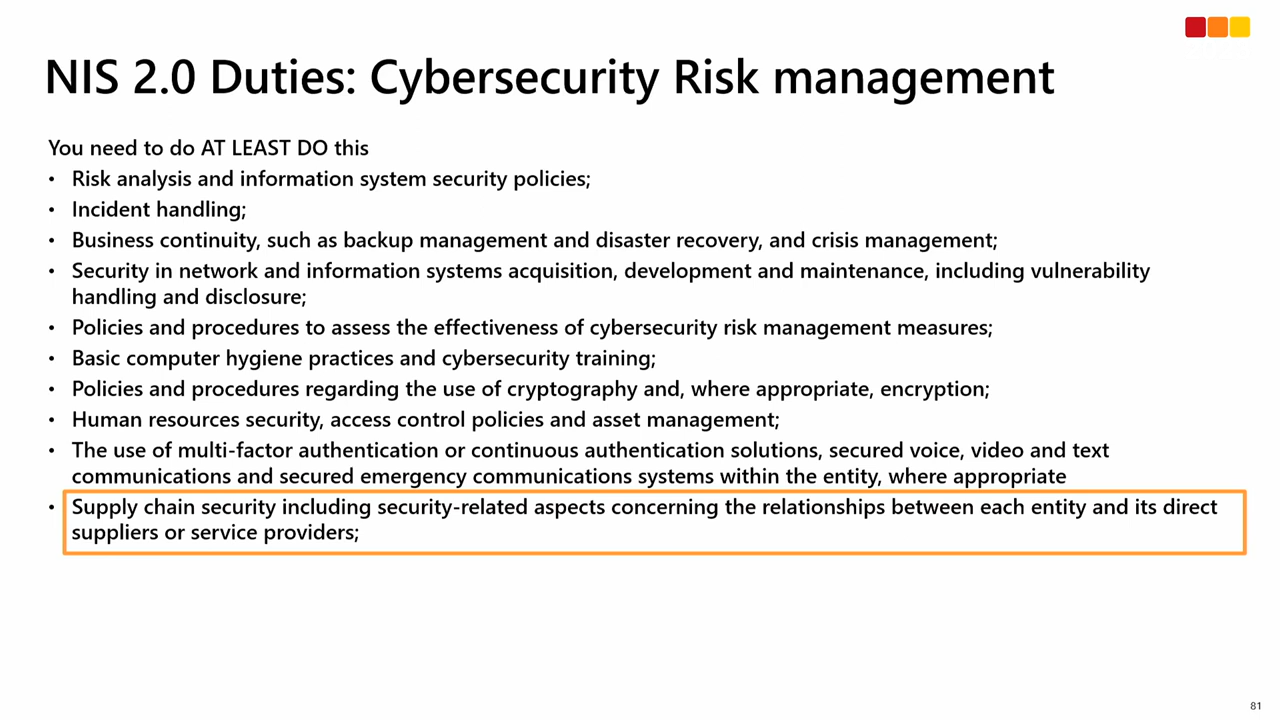 NIS 2.0 Duties: Cybersecurity Risk management
You need to do AT LEAST DO this
• Risk analysis and information system security policies;
• Incident handling;
• Business continuity, such as backup management and disaster recovery, and crisis management;
• Security in network and information systems acquisition, development and maintenance, including vulnerability
handling and disclosure;
• Policies and procedures to assess the effectiveness of cybersecurity risk management measures;
• Basic computer hygiene practices and cybersecurity training;
• Policies and procedures regarding the use of cryptography and, where appropriate, encryption;
• Human resources security, access control policies and asset management;
• The use of multi-factor authentication or continuous authentication solutions, secured voice, video and text
communications and secured emergency communications systems within the entity, where appropriate
• Supply chain security including security-related aspects concerning the relationships between each entity and its direct
suppliers or service providers;
81